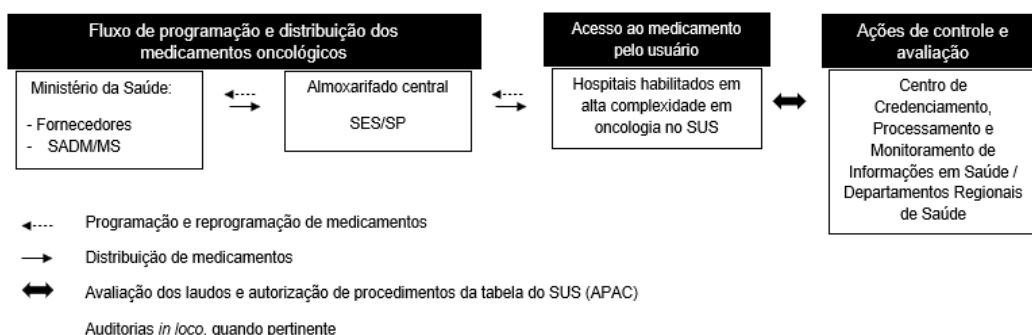 Fluxo de programação e distribuição dos
medicamentos oncológicos
Ministério da Saúde:
- Fornecedores
- SADM/MS
Almoxarifado central
SES/SP
Acesso ao medicamento
pelo usuário
Hospitais habilitados em
alta complexidade em
oncologia no SUS
Ações de controle e
avaliação
Centro de
Credenciamento,
Processamento e
Monitoramento de
Informações em Saúde /
Departamentos Regionais
de Saúde
Programação e reprogramação de medicamentos
Distribuição de medicamentos
Avaliação dos laudos e autorização de procedimentos da tabela do SUS (APAC)
Auditorias in loco, quando pertinente